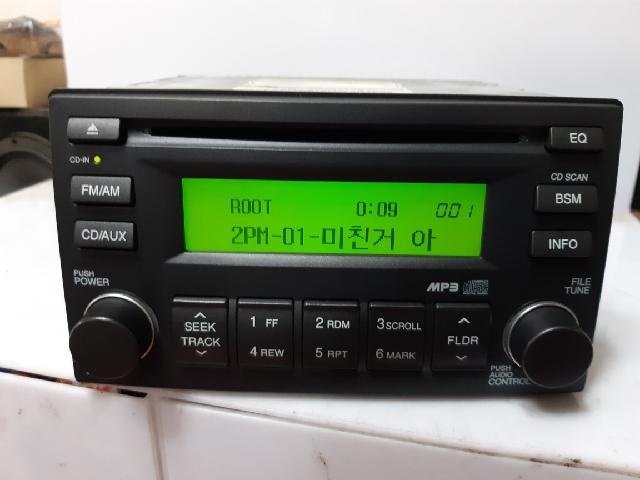 EQ
CD-IN
CD SCAN
FM/AM
BSM
ROOT 0:09 001
2PM-01-미친거 아
CD/AUX
INFO
MP3
PUSH
POWER
FILE
TUNE
SEEK
TRACK
1 FF
4 REW
2 RDM
5 RPT
3 SCROLL
6 MARK
FLDR
PUSH
AUDIO
CONTROL